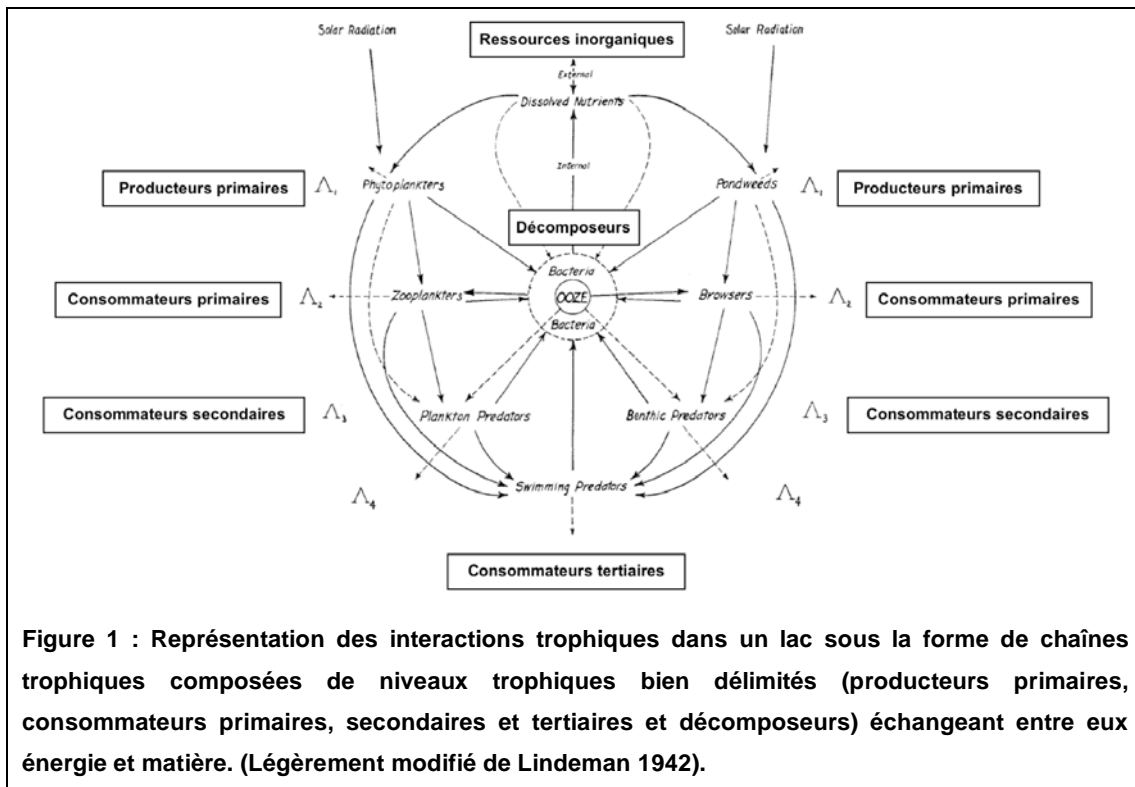 Solar Radiation
Ressources inorganiques
Solar Radiation
External
Dissolved Nutrients
Internal
Producteurs primaires
Λ₁
Phytoplankters
Pondweeds
Λ₁
Producteurs primaires
Décomposeurs
Bacteria
Consommateurs primaires
Λ₂
Zooplankters
OOZE
Browsers
Λ₂
Consommateurs primaires
Bacteria
Consommateurs secondaires
Λ₃
Plankton Predators
Benthic Predators
Λ₃
Consommateurs secondaires
Λ₄
Swimming Predators
Λ₄
Consommateurs tertiaires
Figure 1 : Représentation des interactions trophiques dans un lac sous la forme de chaînes
trophiques composées de niveaux trophiques bien délimités (producteurs primaires,
consommateurs primaires, secondaires et tertiaires et décomposeurs) échangeant entre eux
énergie et matière. (Légèrement modifié de Lindeman 1942).